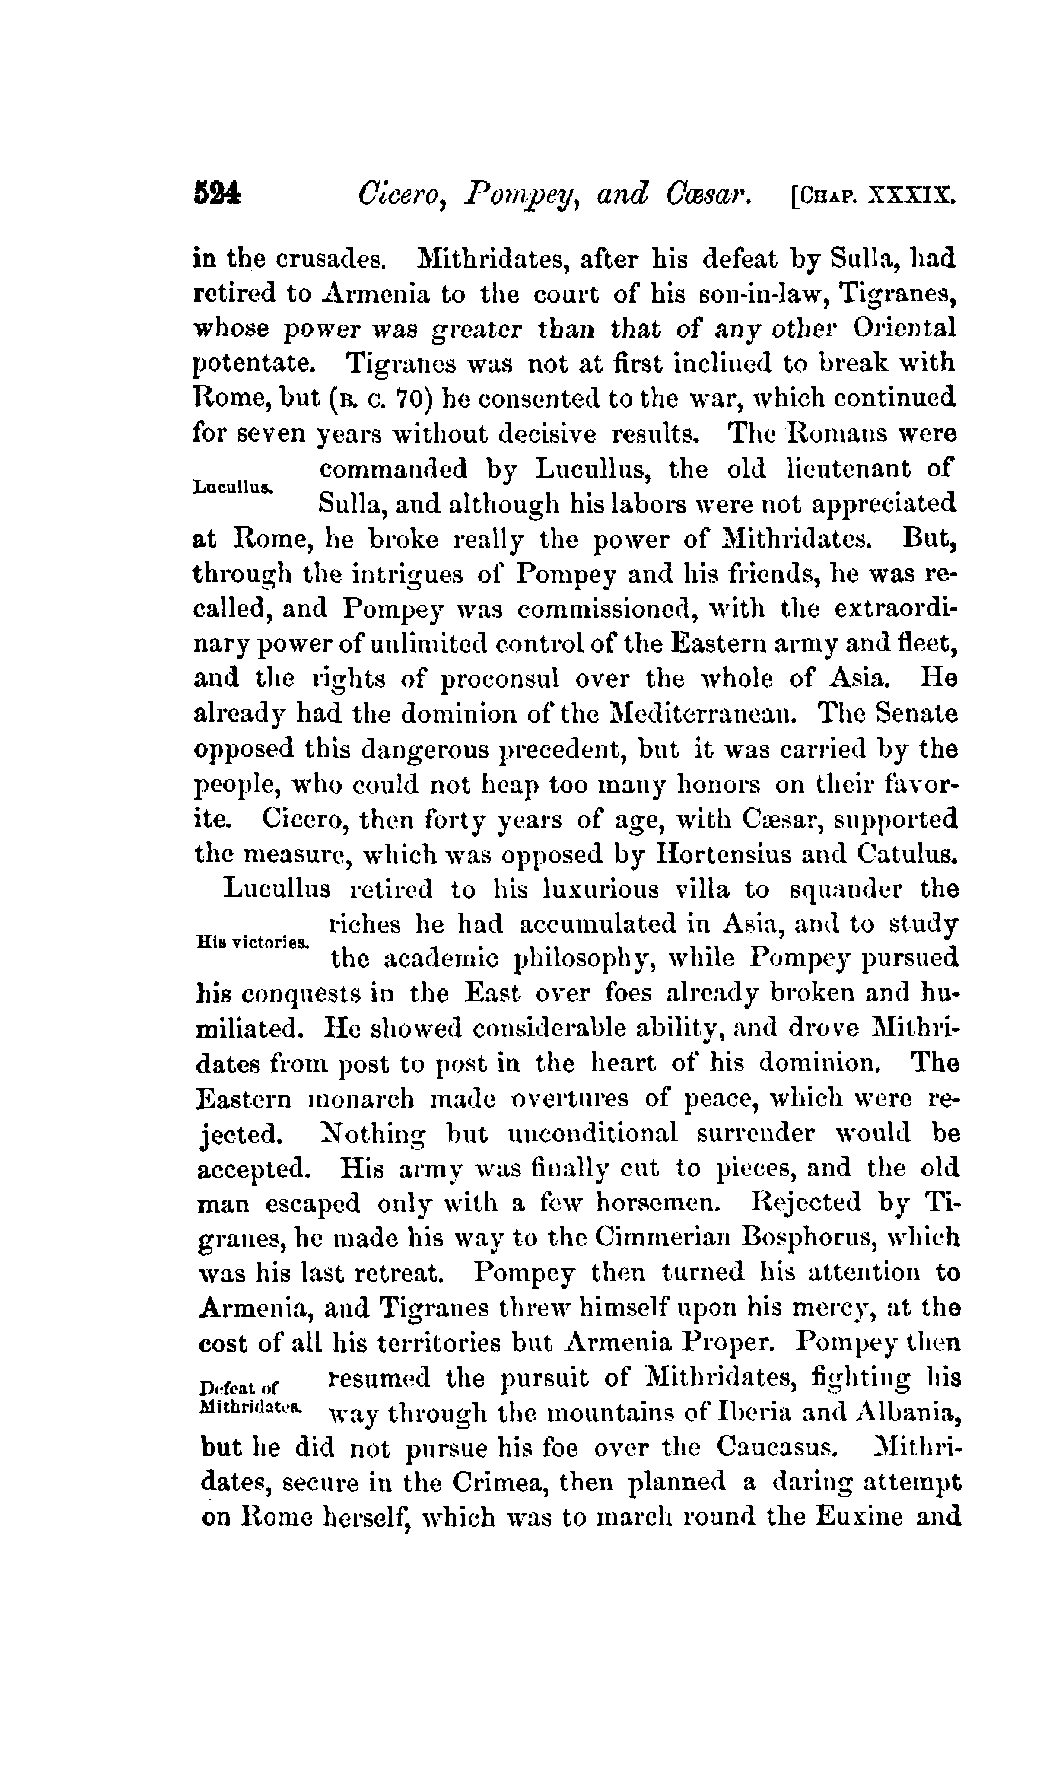 524 Cicero, Pompey, and Cæsar. [CHAP. XXXIX.
in the crusades. Mithridates, after his defeat by Sulla, had
retired to Armenia to the court of his son-in-law, Tigranes,
whose power was greater than that of any other Oriental
potentate. Tigranes was not at first inclined to break with
Rome, but (B. C. 70) he consented to the war, which continued
for seven years without decisive results. The Romans were
commanded by Lucullus, the old lieutenant of
Lucullus.
Sulla, and although his labors were not appreciated
at Rome, he broke really the power of Mithridates. But,
through the intrigues of Pompey and his friends, he was re-
called, and Pompey was commissioned, with the extraordi-
nary power of unlimited control of the Eastern army and fleet,
and the rights of proconsul over the whole of Asia. He
already had the dominion of the Mediterranean. The Senate
opposed this dangerous precedent, but it was carried by the
people, who could not heap too many honors on their favor-
ite. Cicero, then forty years of age, with Cæsar, supported
the measure, which was opposed by Hortensius and Catulus.
Lucullus retired to his luxurious villa to squander the
riches he had accumulated in Asia, and to study
His victories.
the academic philosophy, while Pompey pursued
his conquests in the East over foes already broken and hu-
miliated. He showed considerable ability, and drove Mithri-
dates from post to post in the heart of his dominion. The
Eastern monarch made overtures of peace, which were re-
jected. Nothing but unconditional surrender would be
accepted. His army was finally cut to pieces, and the old
man escaped only with a few horsemen. Rejected by Ti-
granes, he made his way to the Cimmerian Bosphorus, which
was his last retreat. Pompey then turned his attention to
Armenia, and Tigranes threw himself upon his mercy, at the
cost of all his territories but Armenia Proper. Pompey then
Defeat of resumed the pursuit of Mithridates, fighting his
Mithridates. way through the mountains of Iberia and Albania,
but he did not pursue his foe over the Caucasus. Mithri-
dates, secure in the Crimea, then planned a daring attempt
on Rome herself, which was to march round the Euxine and